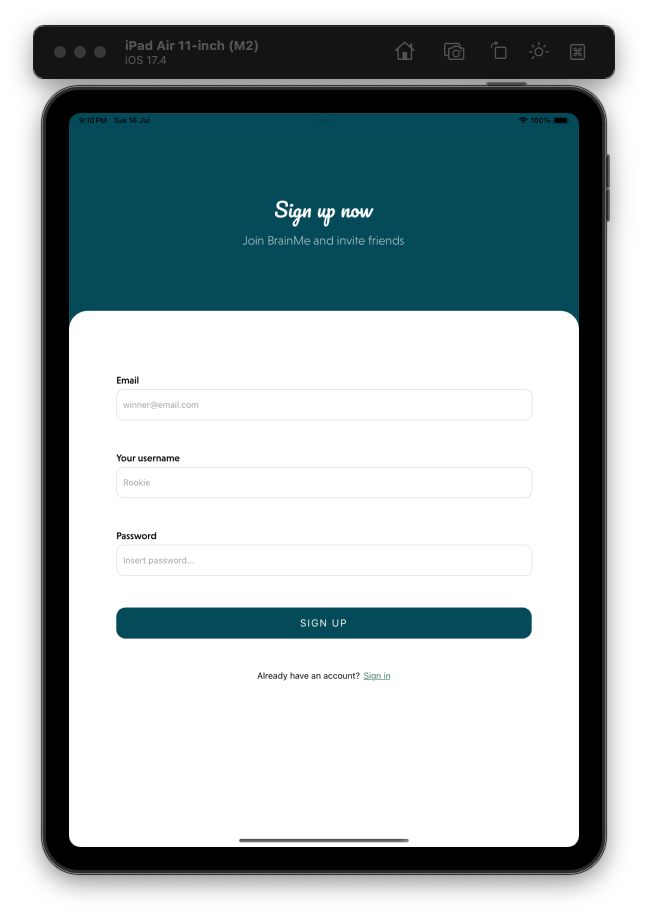 iPad Air 11-inch (M2)
iOS 17.4
9:10 PM Tue 16 Jul
100%
Sign up now
Join BrainMe and invite friends
Email
winner@email.com
Your username
Rookie
Password
Insert password...
SIGN UP
Already have an account? Sign in